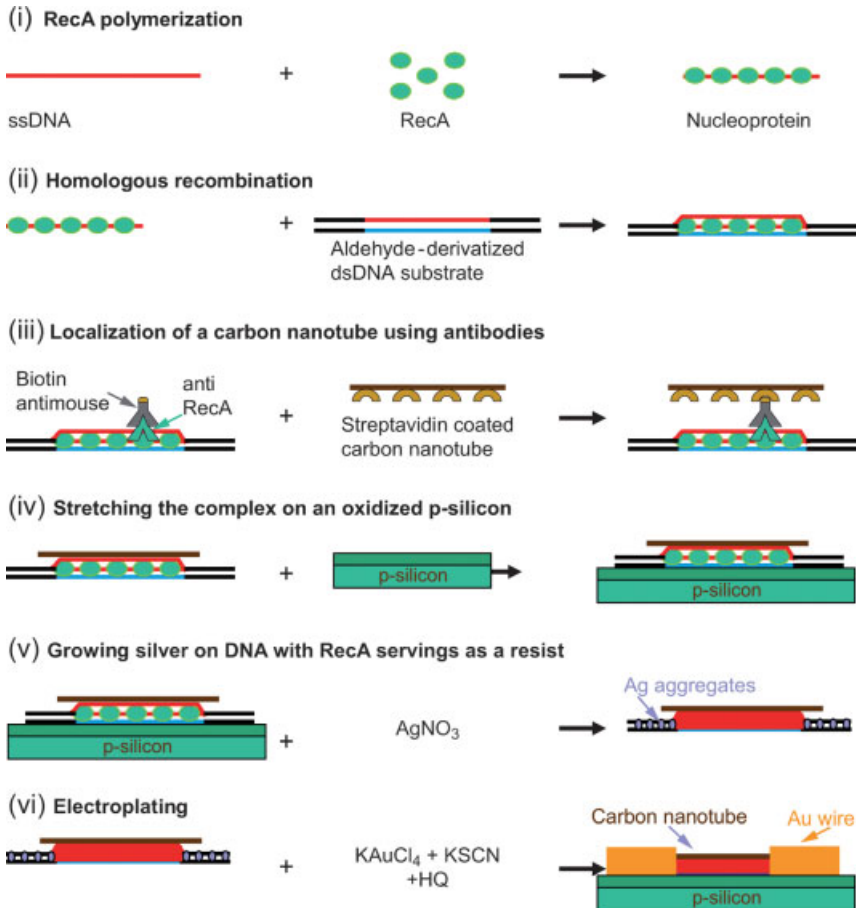 (i) RecA polymerization
+
ssDNA
RecA
Nucleoprotein
(ii) Homologous recombination
+
Aldehyde-derivatized
dsDNA substrate
(iii) Localization of a carbon nanotube using antibodies
Biotin
antimouse
anti
RecA
+
Streptavidin coated
carbon nanotube
(iv) Stretching the complex on an oxidized p-silicon
+
p-silicon
p-silicon
(v) Growing silver on DNA with RecA servings as a resist
Ag aggregates
p-silicon
+
AgNO3
(vi) Electroplating
Carbon nanotube
Au wire
+
KAuCl4 + KSCN
+HQ
p-silicon